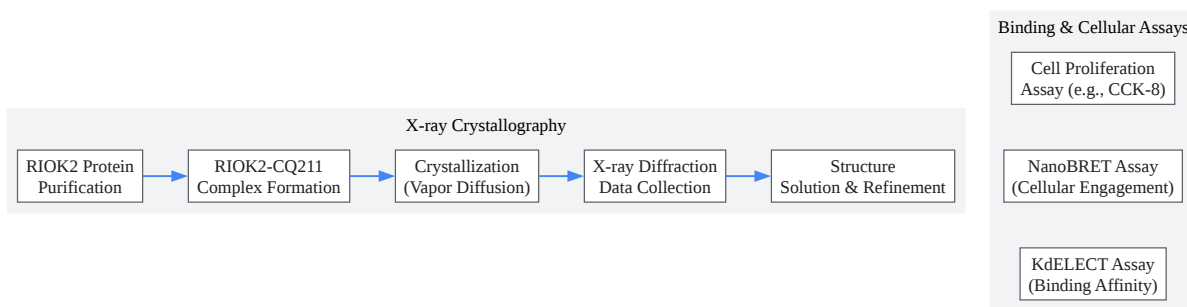 X-ray Crystallography
RIOK2 Protein
Purification
RIOK2-CQ211
Complex Formation
Crystallization
(Vapor Diffusion)
X-ray Diffraction
Data Collection
Structure
Solution & Refinement
Binding & Cellular Assays
Cell Proliferation
Assay (e.g., CCK-8)
NanoBRET Assay
(Cellular Engagement)
KdELECT Assay
(Binding Affinity)